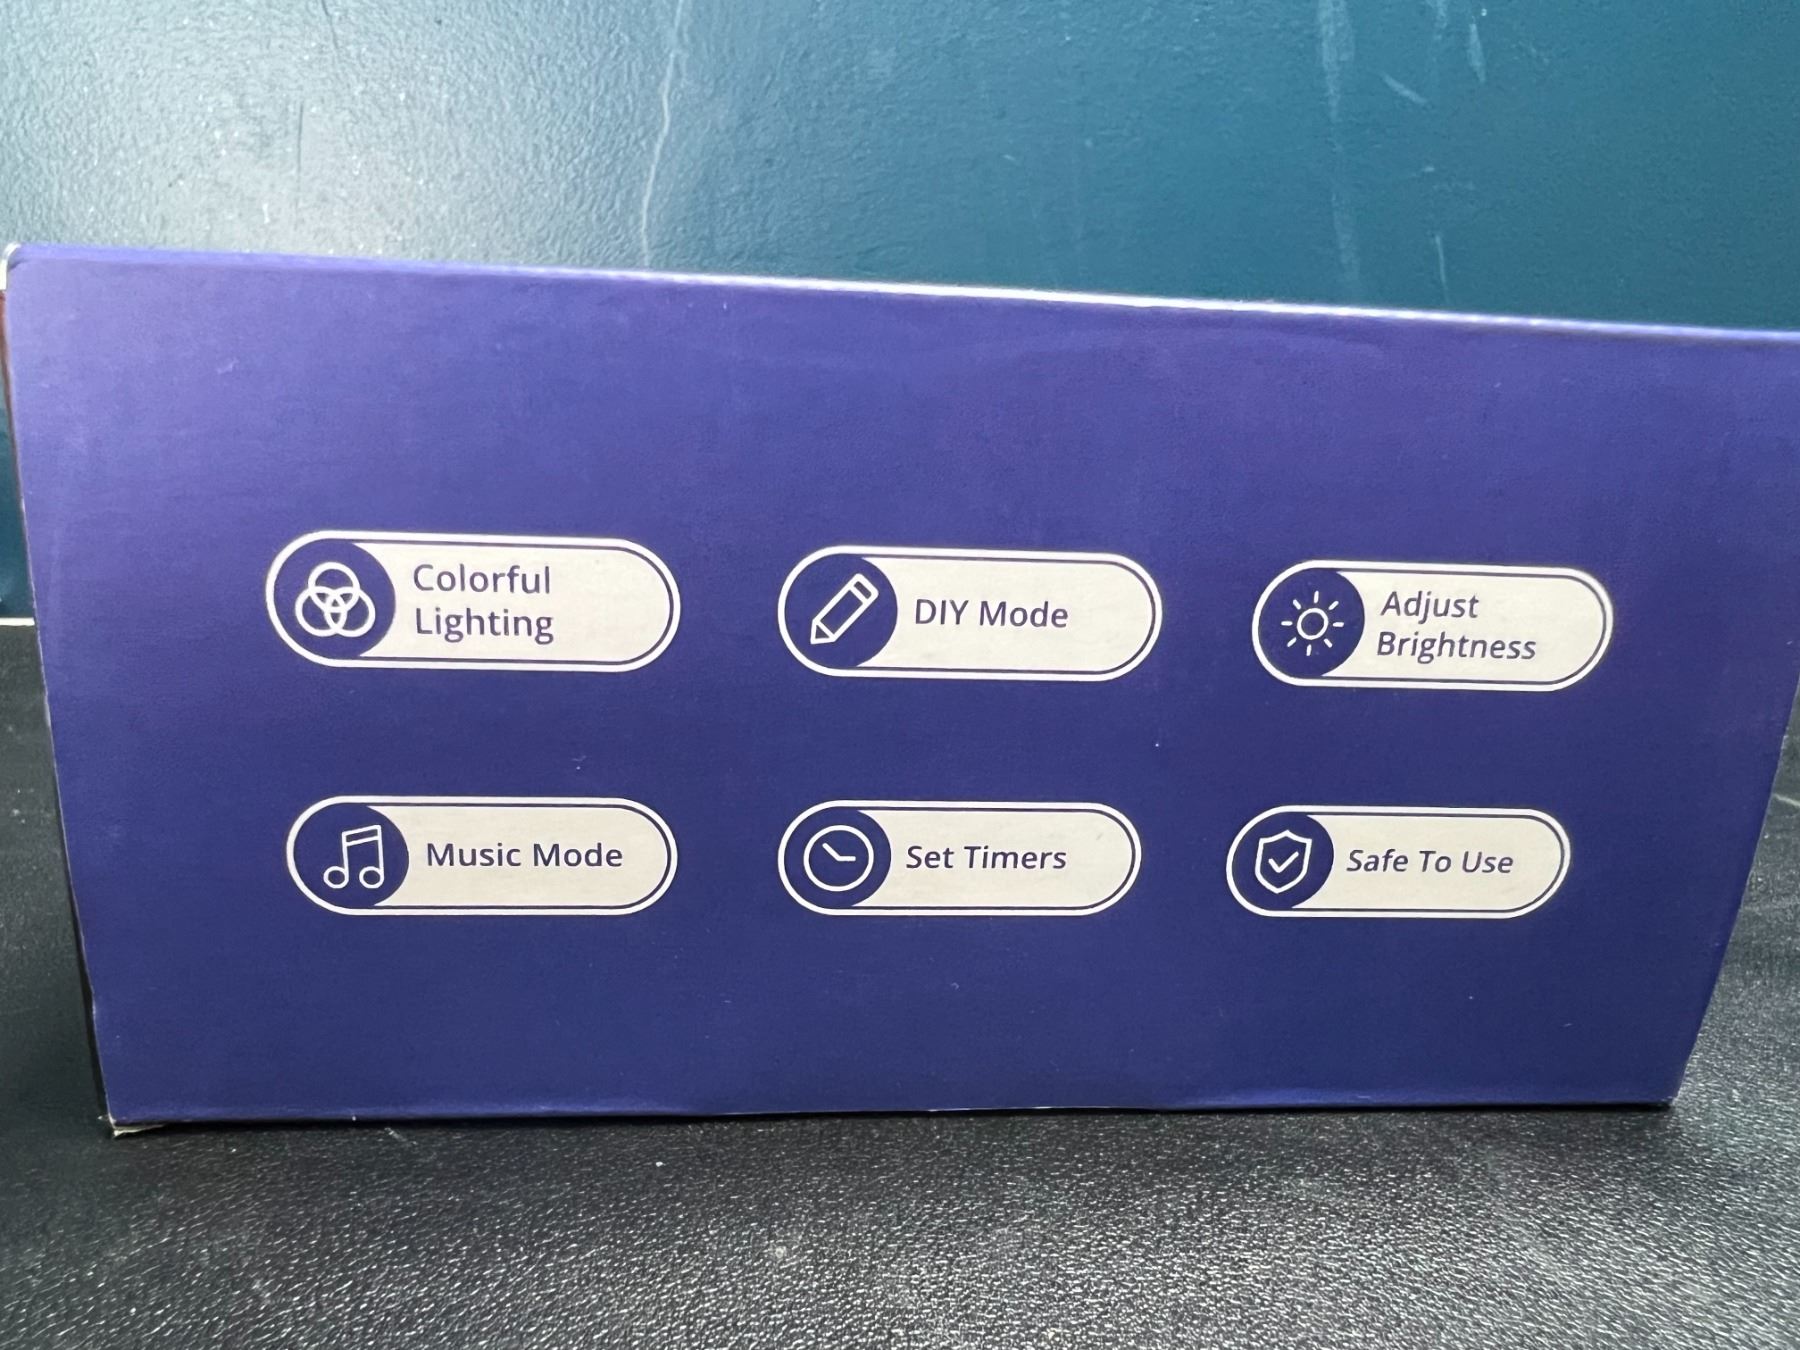 Colorful
Lighting
DIY Mode
Adjust
Brightness
Music Mode
Set Timers
Safe To Use